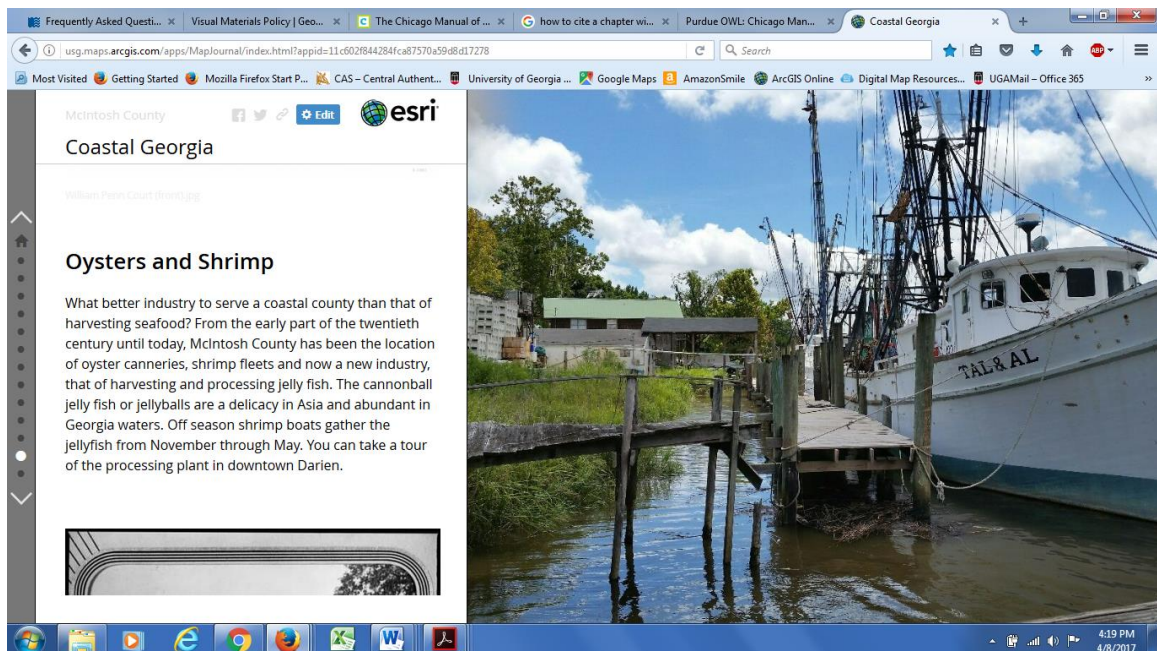 Frequently Asked Questi... × Visual Materials Policy | Geo... × The Chicago Manual of ... × how to cite a chapter wi... × Purdue OWL: Chicago Man... × Coastal Georgia × +
usg.maps.arcgis.com/apps/MapJournal/index.html?appid=11c602f844284fca87570a59d8d17278 Search ABP
Most Visited Getting Started Mozilla Firefox Start P... CAS – Central Authent... University of Georgia ... Google Maps AmazonSmile ArcGIS Online Digital Map Resources... UGAMail – Office 365 »
McIntosh County Edit esri
Coastal Georgia
William Penn Court (front).jpg
Oysters and Shrimp
What better industry to serve a coastal county than that of
harvesting seafood? From the early part of the twentieth
century until today, McIntosh County has been the location
of oyster canneries, shrimp fleets and now a new industry,
that of harvesting and processing jelly fish. The cannonball
jelly fish or jellyballs are a delicacy in Asia and abundant in
Georgia waters. Off season shrimp boats gather the
jellyfish from November through May. You can take a tour
of the processing plant in downtown Darien.
TAL & AL
4:19 PM
4/8/2017